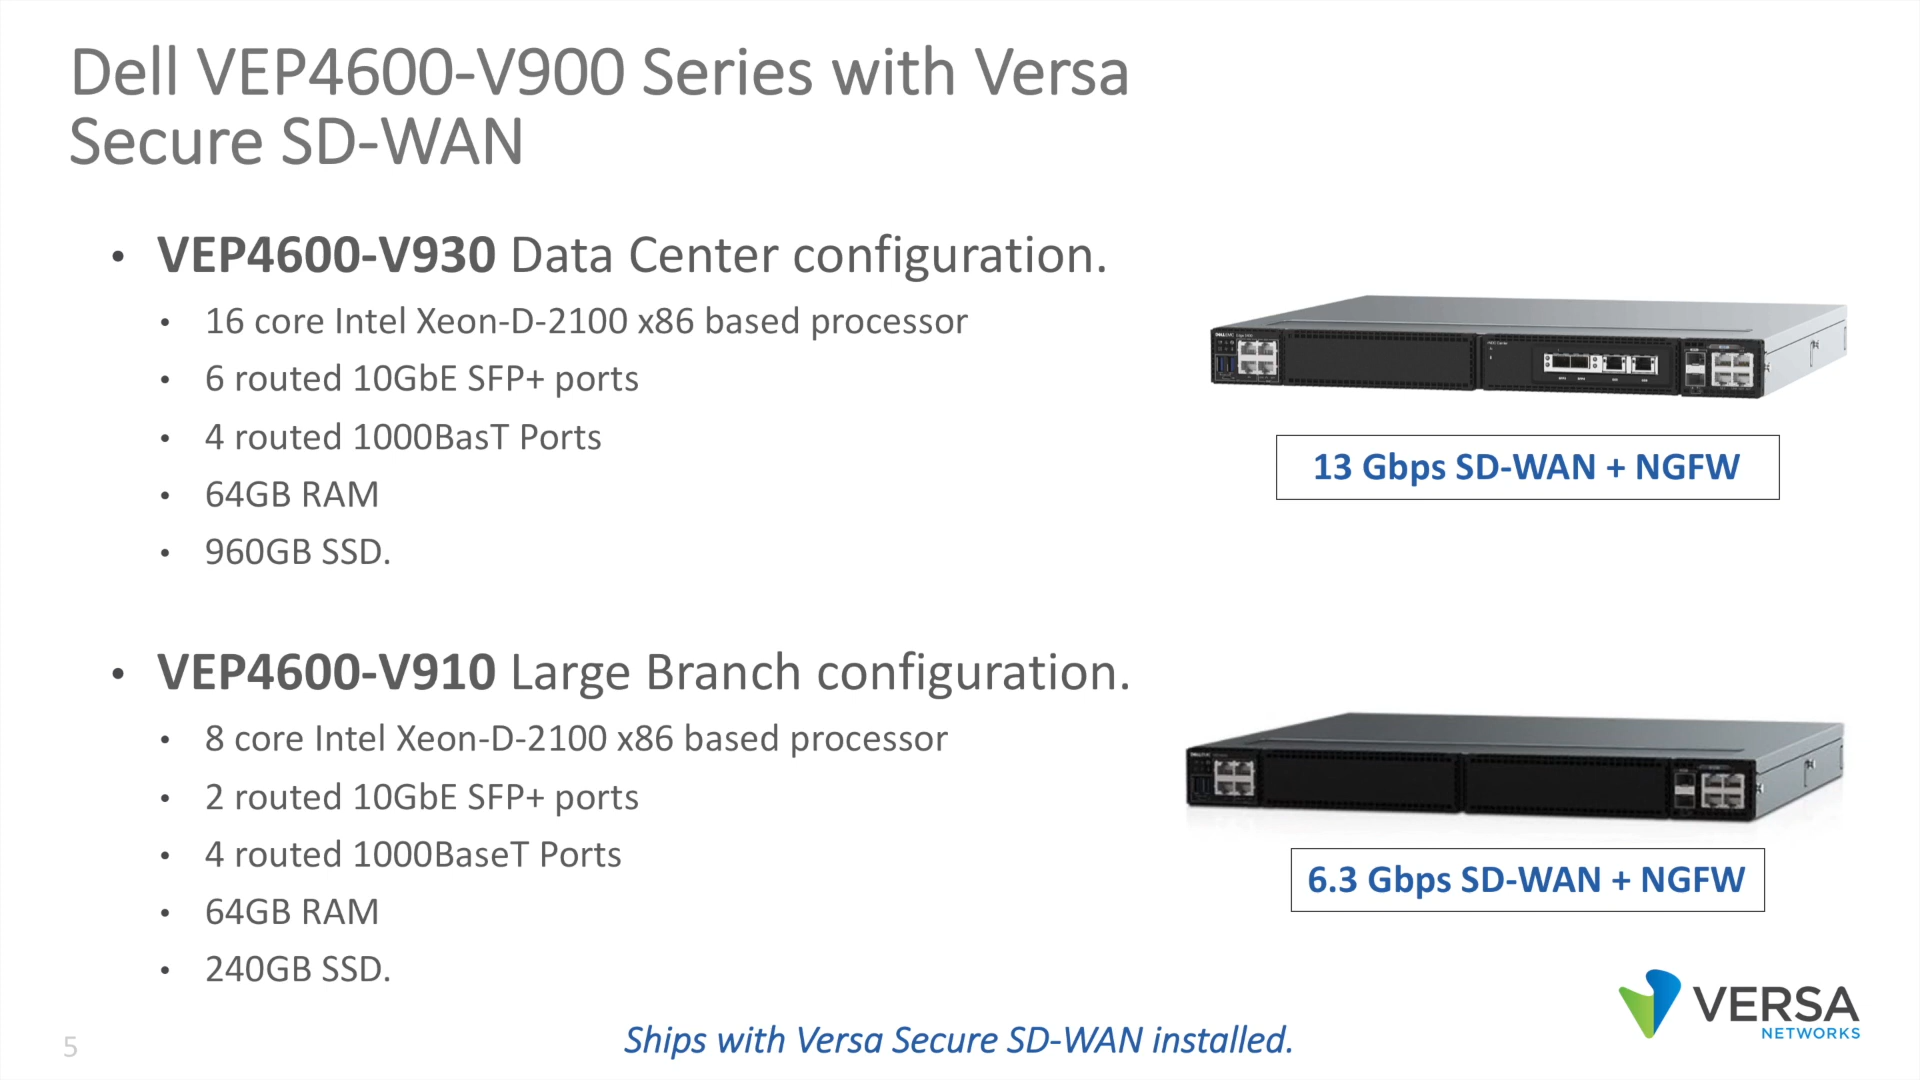 Dell VEP4600-V900 Series with Versa
Secure SD-WAN
• VEP4600-V930 Data Center configuration.
• 16 core Intel Xeon-D-2100 x86 based processor
• 6 routed 10GbE SFP+ ports
• 4 routed 1000BasT Ports
• 64GB RAM
• 960GB SSD.
13 Gbps SD-WAN + NGFW
• VEP4600-V910 Large Branch configuration.
• 8 core Intel Xeon-D-2100 x86 based processor
• 2 routed 10GbE SFP+ ports
• 4 routed 1000BaseT Ports
• 64GB RAM
• 240GB SSD.
6.3 Gbps SD-WAN + NGFW
5
Ships with Versa Secure SD-WAN installed.
VERSA
NETWORKS